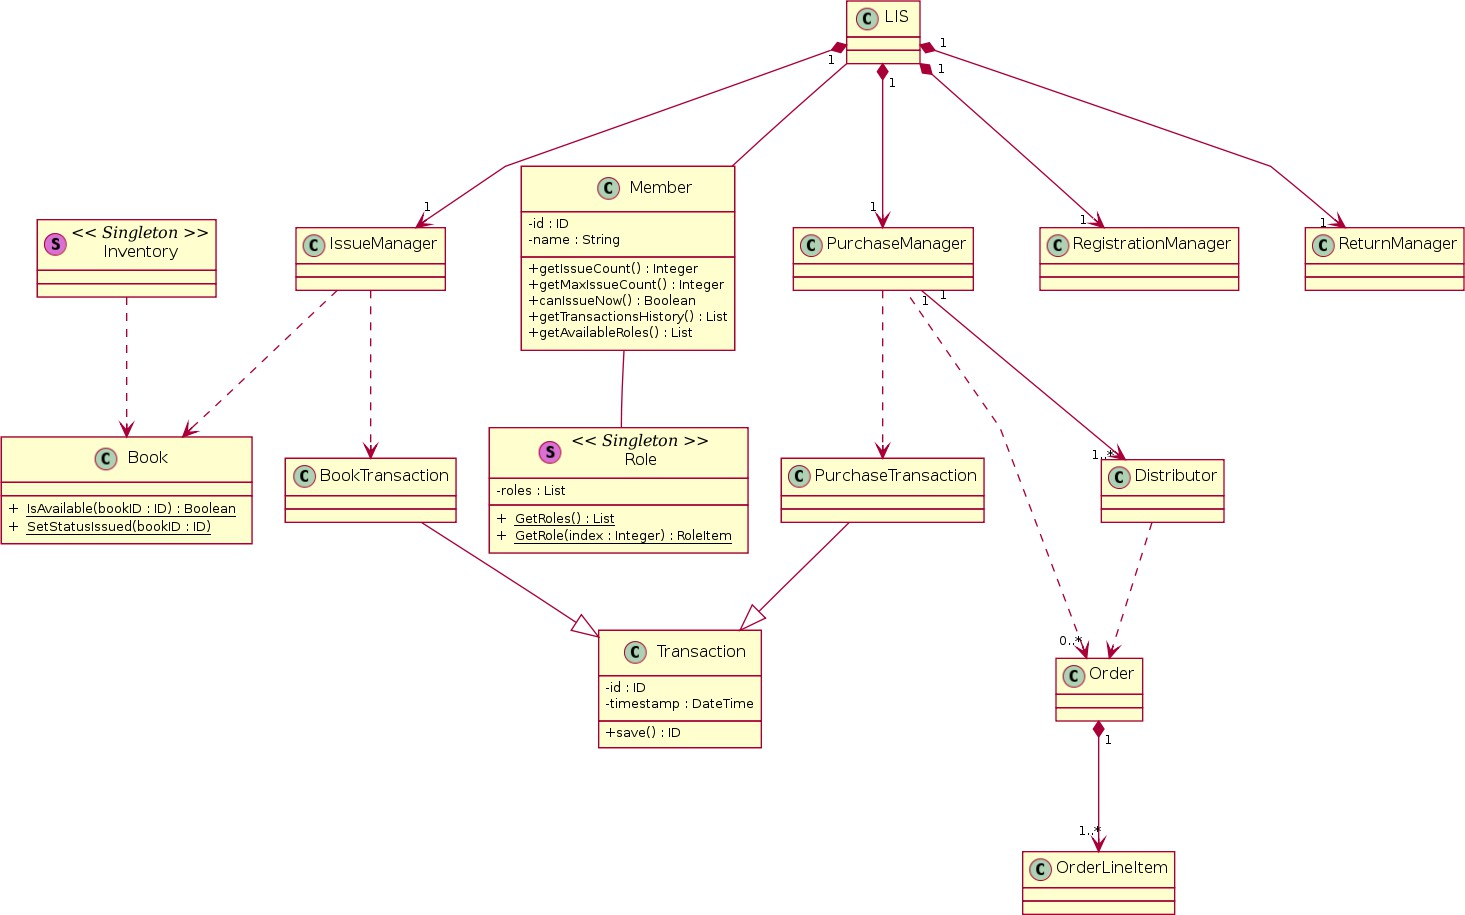 C LIS
1
1
1
1
1
1
1
1
C Member
-id : ID
-name : String
+getIssueCount() : Integer
+getMaxIssueCount() : Integer
+canIssueNow() : Boolean
+getTransactionsHistory() : List
+getAvailableRoles() : List
S << Singleton >>
Inventory
C IssueManager
C PurchaseManager
C RegistrationManager
C ReturnManager
1
1
C Book
+ IsAvailable(bookID : ID) : Boolean
+ SetStatusIssued(bookID : ID)
C BookTransaction
S << Singleton >>
Role
-roles : List
+ GetRoles() : List
+ GetRole(index : Integer) : RoleItem
C PurchaseTransaction
1..*
C Distributor
C Transaction
-id : ID
-timestamp : DateTime
+save() : ID
0..*
C Order
1
1..*
C OrderLineItem